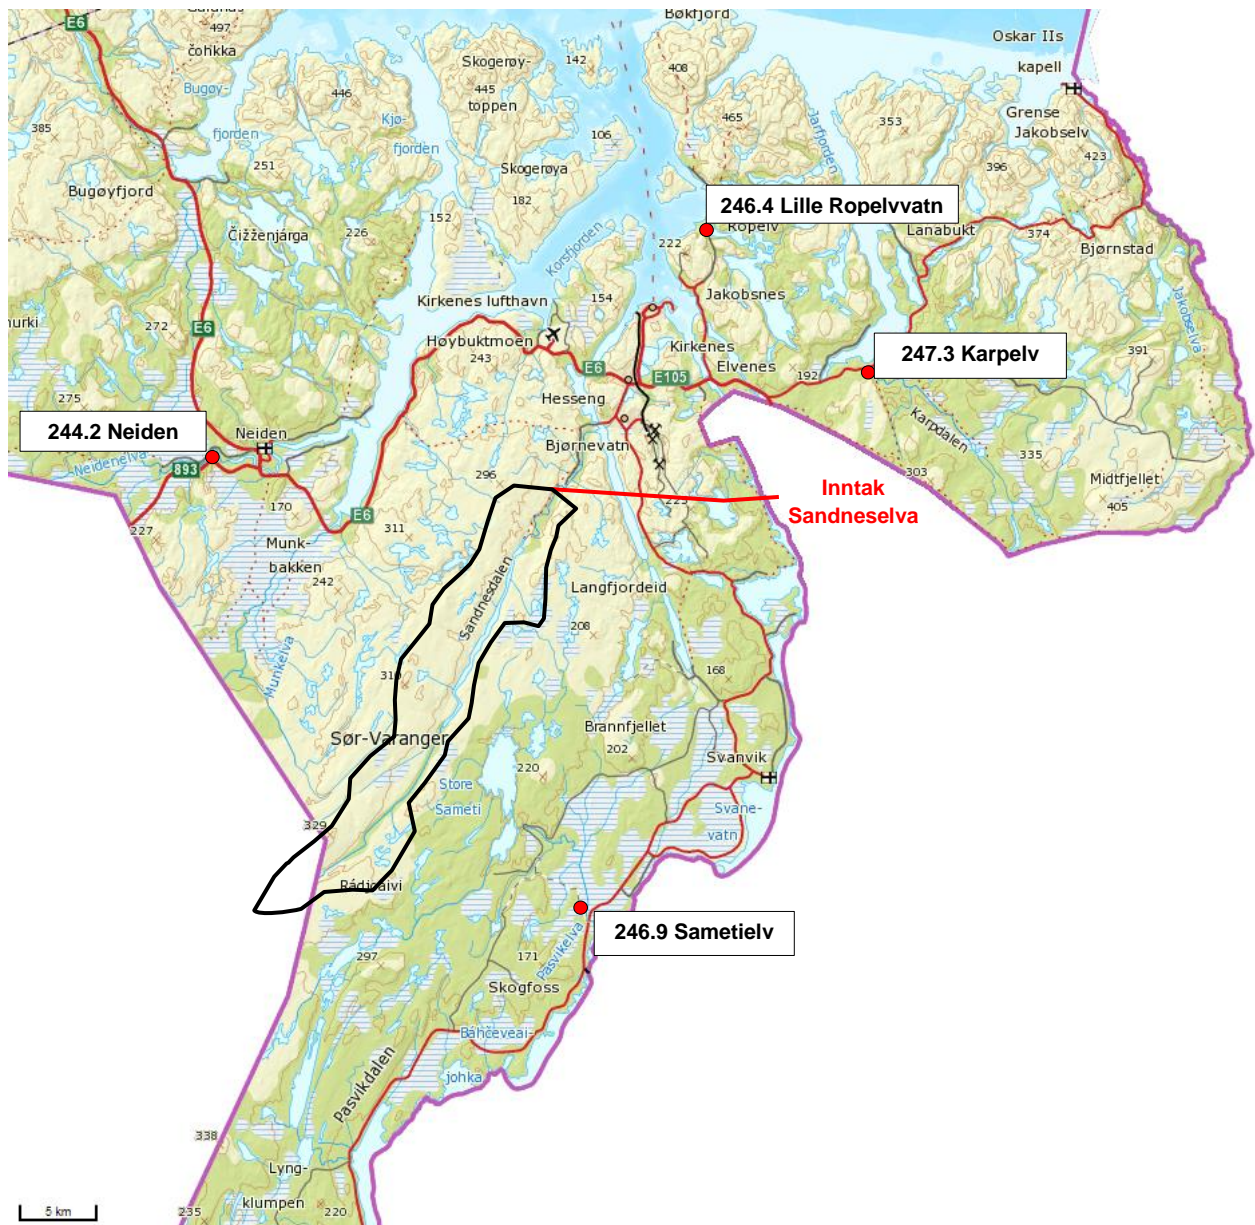 Bøkfjord
E6
497
čohkka
Skogerøy-
142
Oskar IIs
kapell
408
Bugøy-
446
445
toppen
Kjø-
465
Jarfjorden
353
Grense
Jakobselv
385
fjorden
fjorden
106
423
251
Skogerøya
396
Bugøyfjord
152
182
246.4 Lille Ropelvvatn
Čižženjárga
226
Korsfjorden
222
Ropelv
Lanabukt
374
Bjørnstad
Jakobselva
Kirkenes lufthavn
154
Jakobsnes
nurki
272
E6
Høybuktmoen
243
Kirkenes
247.3 Karpelv
391
E6
E105
Elvenes
192
275
Hesseng
244.2 Neiden
Neiden
Bjørnevatn
Karpdalen
335
Neidenelva
893
296
303
Midtfjellet
405
170
E6
311
223
Inntak
Sandneselva
227
Munk-
bakken
242
Sandnesdalen
Langfjordeid
208
Munkelva
310
168
Sør-Varanger
Brannfjellet
202
Svanvik
220
Store
Sameti
Svane-
vatn
329
Rádjoaivi
246.9 Sametielv
297
171
Pasvikelva
Skogfoss
Báhčeveai-
johka
Pasvikdalen
338
Lyng-
klumpen
5 km
235
220